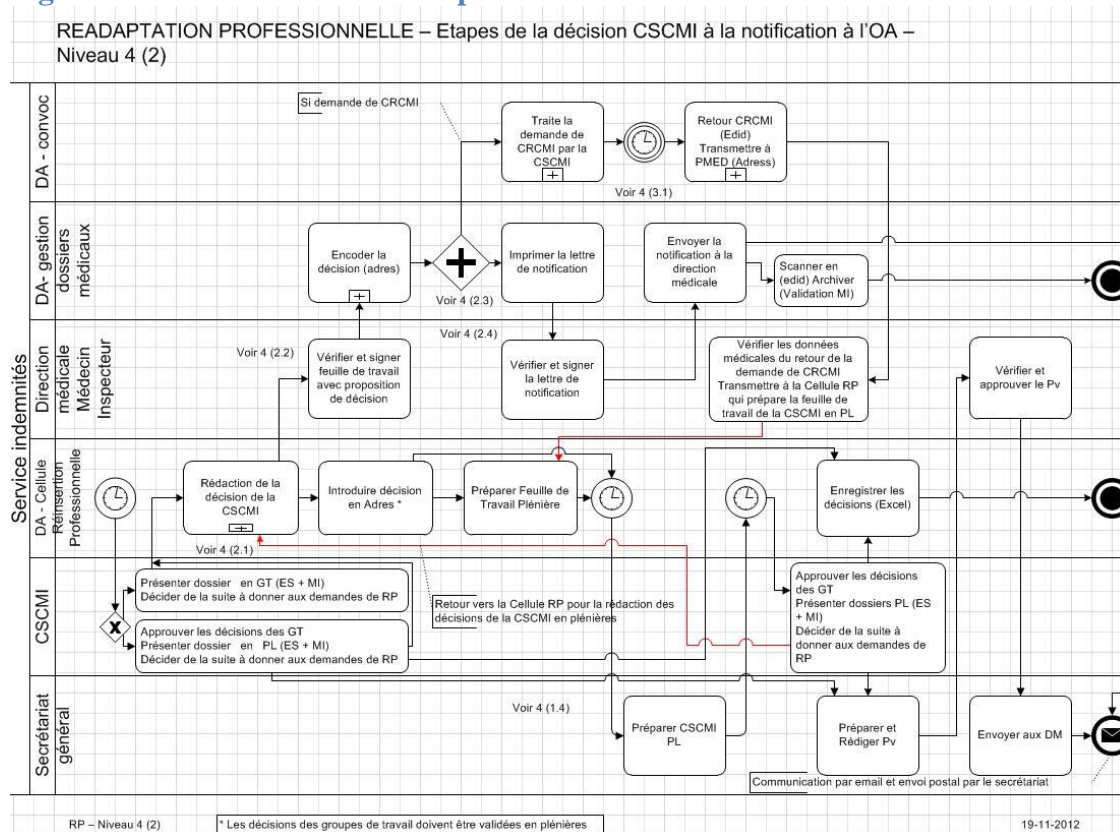 READAPTATION PROFESSIONNELLE – Etapes de la décision CSCMI à la notification à l'OA –
Niveau 4 (2)
Service indemnités
DA - convoc
Si demande de CRCMI
Traite la
demande de
CRCMI par la
CSCMI
Retour CRCMI
(Edid)
Transmettre à
PMED (Adress)
Voir 4 (3.1)
DA- gestion
dossiers
médicaux
Encoder la
décision (adres)
Voir 4 (2.3)
Imprimer la lettre
de notification
Envoyer la
notification à la
direction
médicale
Scanner en
(edid) Archiver
(Validation MI)
Direction
médicale
Médecin
Inspecteur
Voir 4 (2.2)
Vérifier et signer
feuille de travail
avec proposition
de décision
Voir 4 (2.4)
Vérifier et signer
la lettre de
notification
Vérifier les données
médicales du retour de la
demande de CRCMI
Transmettre à la Cellule RP
qui prépare la feuille de
travail de la CSCMI en PL
Vérifier et
approuver le Pv
DA - Cellule
Réinsertion
Professionnelle
Rédaction de la
décision de la
CSCMI
Introduire décision
en Adres *
Préparer Feuille de
Travail Plénière
Enregistrer les
décisions (Excel)
Voir 4 (2.1)
CSCMI
Présenter dossier en GT (ES + MI)
Décider de la suite à donner aux demandes de RP
Approuver les décisions des GT
Présenter dossier en PL (ES + MI)
Décider de la suite à donner aux demandes de RP
Retour vers la Cellule RP pour la rédaction des
décisions de la CSCMI en plénières
Approuver les décisions
des GT
Présenter dossiers PL (ES
+ MI)
Décider de la suite à
donner aux demandes de
RP
Secrétariat
général
Voir 4 (1.4)
Préparer CSCMI
PL
Préparer et
Rédiger Pv
Envoyer aux DM
Communication par email et envoi postal par le secrétariat
RP – Niveau 4 (2)
* Les décisions des groupes de travail doivent être validées en plénières
19-11-2012